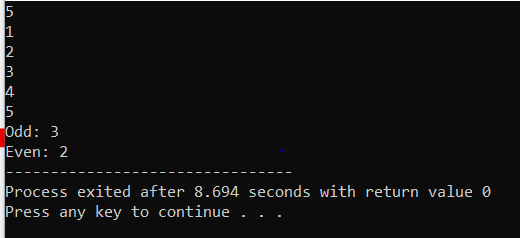 5
1
2
3
4
5
Odd: 3
Even: 2
--------------------------------
Process exited after 8.694 seconds with return value 0
Press any key to continue . . .